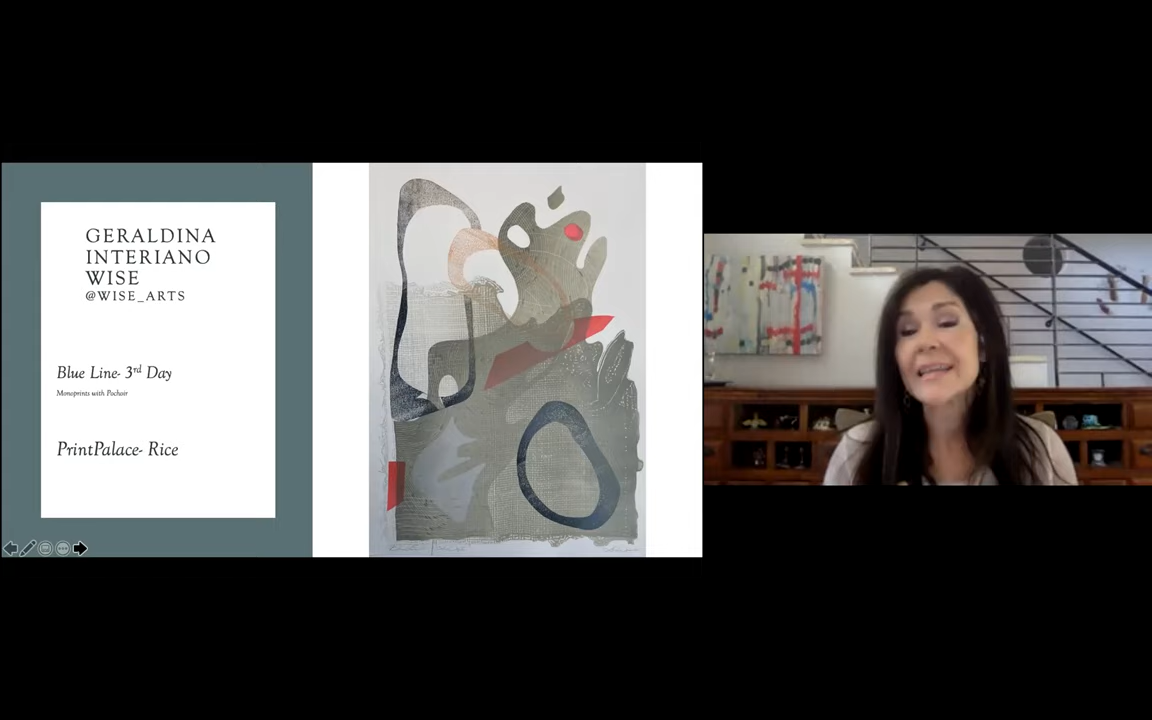 GERALDINA
INTERIANO
WISE
@WISE_ARTS
Blue Line- 3rd Day
Monoprints with Pochoir
PrintPalace- Rice